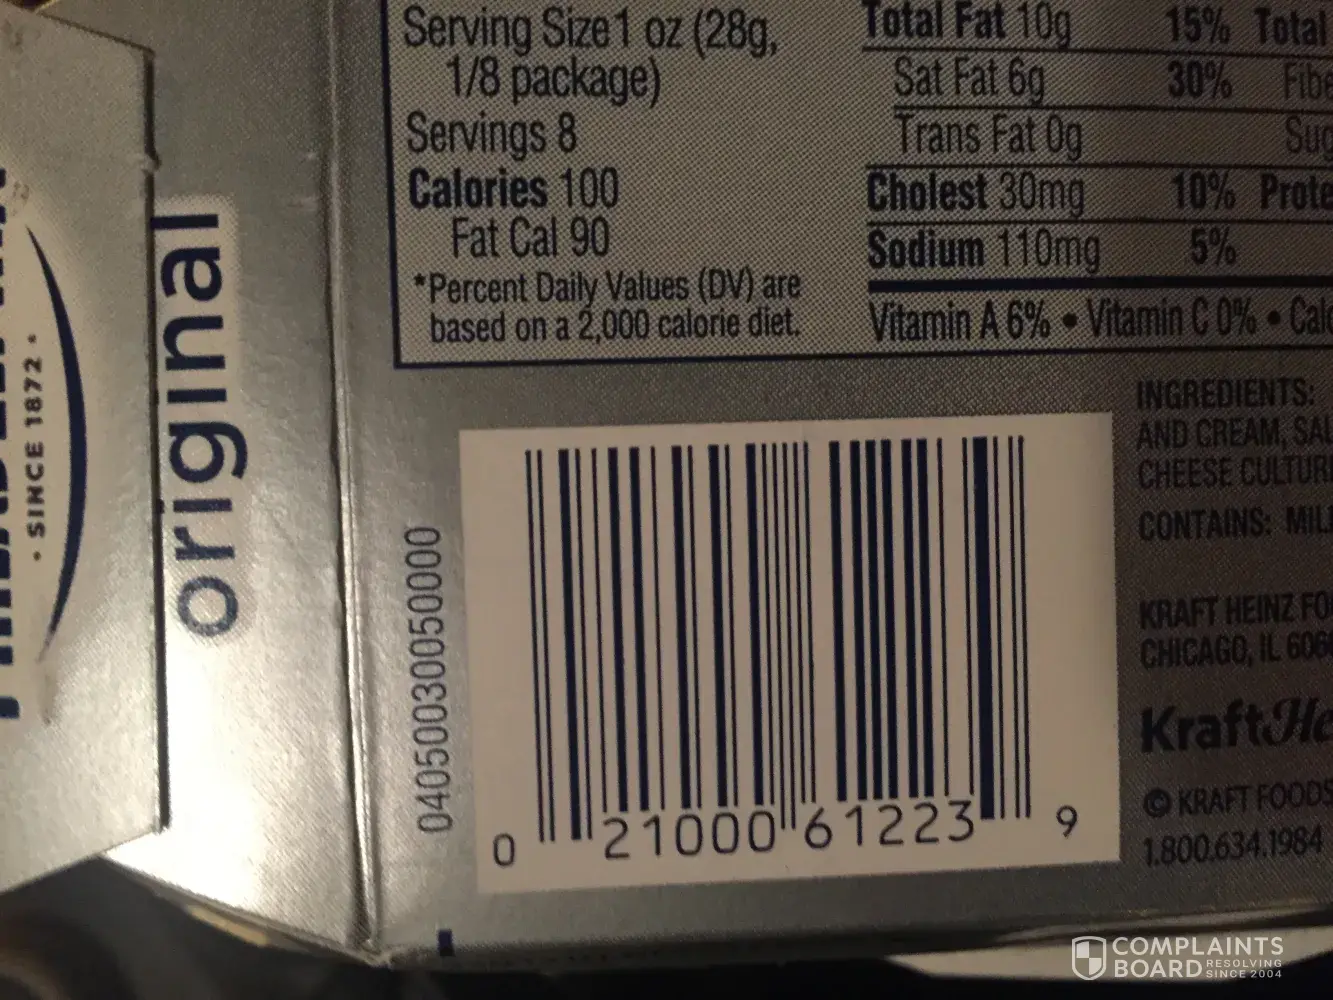 · SINCE 1872 ·
original
Serving Size 1 oz (28g,
1/8 package)
Servings 8
Calories 100
Fat Cal 90
*Percent Daily Values (DV) are
based on a 2,000 calorie diet.
Total Fat 10g 15% Total
Sat Fat 6g 30%
Trans Fat 0g
Cholest 30mg 10%
Sodium 110mg 5%
Vitamin A 6% • Vitamin C 0% •
INGREDIENTS:
AND CREAM,
CHEESE
CONTAINS:
KRAFT HEINZ
CHICAGO, IL
Kraft
© KRAFT FOODS
1.800.634.1984
04050030050000
0 21000 61223 9
COMPLAINTS
BOARD RESOLVING
SINCE 2004